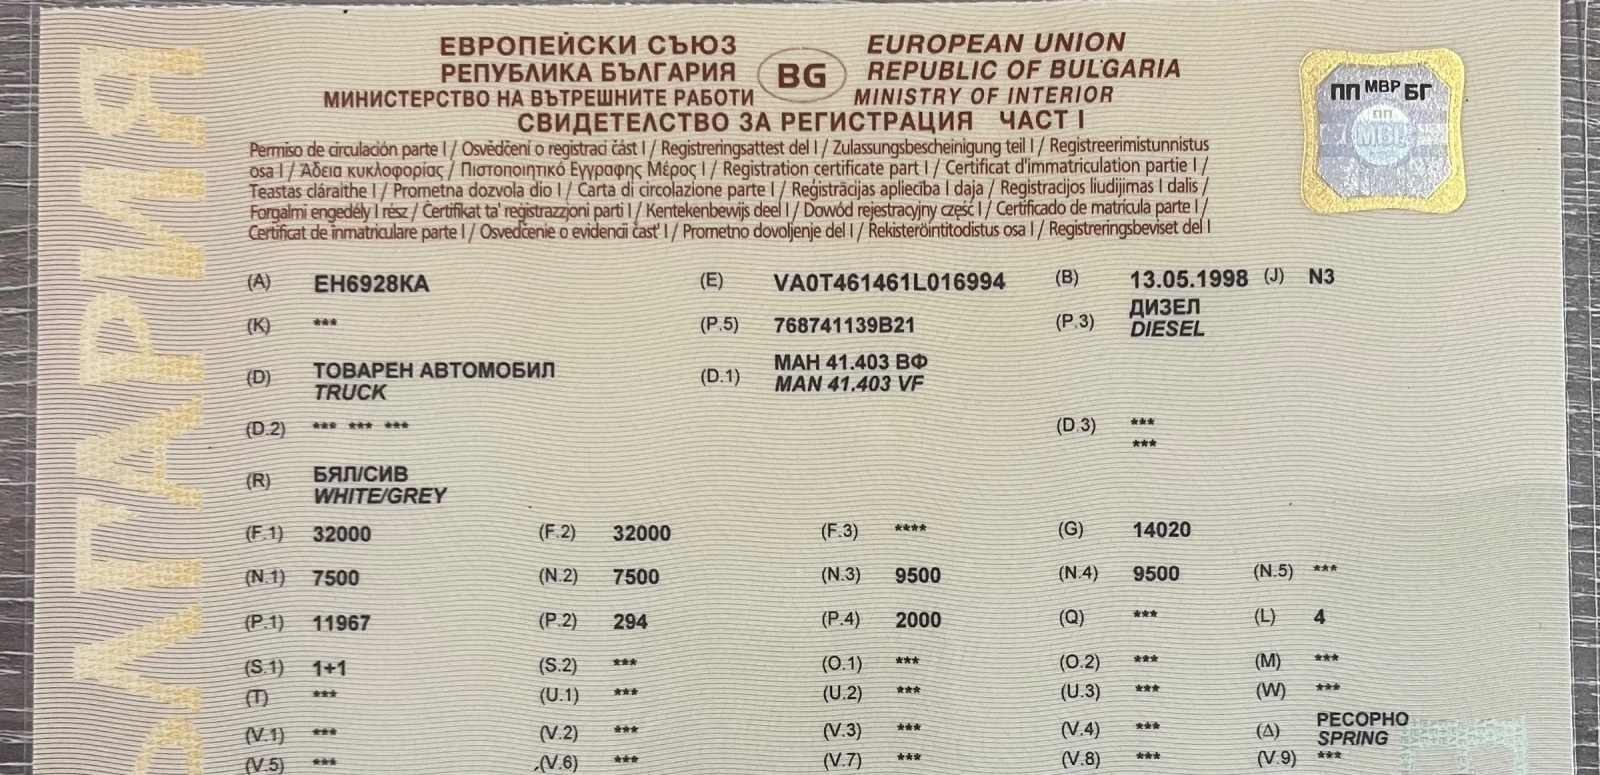 ЕВРОПЕЙСКИ СЪЮЗ
РЕПУБЛИКА БЪЛГАРИЯ
МИНИСТЕРСТВО НА ВЪТРЕШНИТЕ РАБОТИ
BG
EUROPEAN UNION
REPUBLIC OF BULGARIA
MINISTRY OF INTERIOR
СВИДЕТЕЛСТВО ЗА РЕГИСТРАЦИЯ ЧАСТ I
ПП МВР БГ
ПП
МВР
Permiso de circulación parte I / Osvědčení o registraci část I / Registreringsattest del I / Zulassungsbescheinigung teil I / Registreerimistunnistus
osa I / Άδεια κυκλοφορίας / Πιστοποιητικό Εγγραφης Μέρος I / Registration certificate part I / Certificat d'immatriculation partie I /
Teastas cláraithe I / Prometna dozvola dio I / Carta di circolazione parte I / Reģistrācijas apliecība I daja / Registracijos liudijimas I dalis /
Forgalmi engedély I rész / Ċertifikat ta' reġistrazzjoni parti I / Kentekenbewijs deel I / Dowód rejestracyjny część I / Certificado de matrícula parte I /
Certificat de înmatriculare parte I / Osvedčenie o evidencii časť I / Prometno dovoljenje del I / Rekisteröintitodistus osa I / Registreringsbeviset del I
(A) EH6928KA (E) VA0T461461L016994 (B) 13.05.1998 (J) N3
(K) *** (P.5) 768741139B21 (P.3) ДИЗЕЛ
DIESEL
(D) ТОВАРЕН АВТОМОБИЛ (D.1) МАН 41.403 ВФ
TRUCK MAN 41.403 VF
(D.2) *** *** *** (D.3) ***
***
(R) БЯЛ/СИВ
WHITE/GREY
(F.1) 32000 (F.2) 32000 (F.3) **** (G) 14020
(N.1) 7500 (N.2) 7500 (N.3) 9500 (N.4) 9500 (N.5) ***
(P.1) 11967 (P.2) 294 (P.4) 2000 (Q) *** (L) 4
(S.1) 1+1 (S.2) *** (O.1) *** (O.2) *** (M) ***
(T) *** (U.1) *** (U.2) *** (U.3) *** (W) ***
(V.1) *** (V.2) *** (V.3) *** (V.4) *** (Δ) РЕСОРНО
SPRING
(V.5) *** (V.6) *** (V.7) *** (V.8) *** (V.9) ***